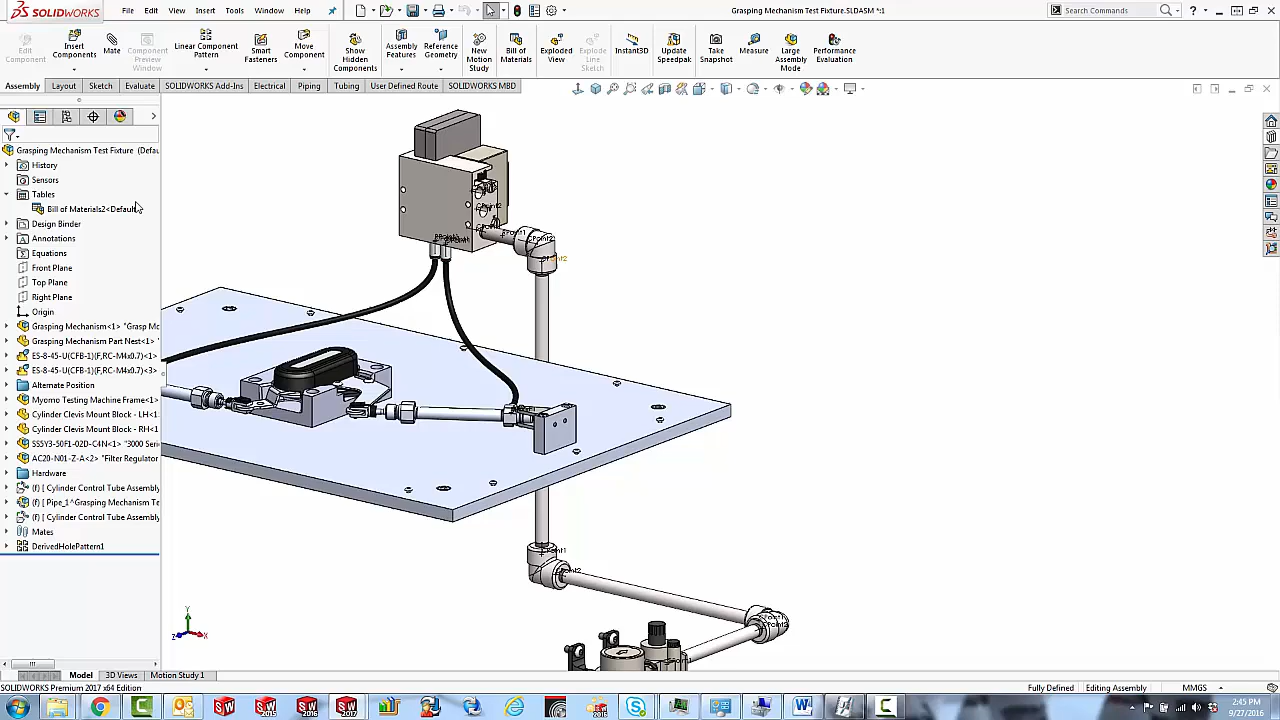 SOLIDWORKS File Edit View Insert Tools Window Help Grasping Mechanism Test Fixture.SLDASM *:1 Search Commands
Edit Component Insert Components Mate Component Preview Window Linear Component Pattern Smart Fasteners Move Component Show Hidden Components Assembly Features Reference Geometry New Motion Study Bill of Materials Exploded View Explode Line Sketch Instant3D Update Speedpak Take Snapshot Measure Large Assembly Mode Performance Evaluation
Assembly Layout Sketch Evaluate SOLIDWORKS Add-Ins Electrical Piping Tubing User Defined Route SOLIDWORKS MBD
Grasping Mechanism Test Fixture (Defau
History
Sensors
Tables
Bill of Materials2<Default>
Design Binder
Annotations
Equations
Front Plane
Top Plane
Right Plane
Origin
Grasping Mechanism<1> "Grasp Mo
Grasping Mechanism Part Nest<1>
ES-8-45-U(CFB-1)(F,RC-M4x0.7)<1>
ES-8-45-U(CFB-1)(F,RC-M4x0.7)<3>
Alternate Position
Myomo Testing Machine Frame<1>
Cylinder Clevis Mount Block - LH<1
Cylinder Clevis Mount Block - RH<1
SS5Y3-50F1-02D-C4N<1> "3000 Seri
AC20-N01-Z-A<2> "Filter Regulator
Hardware
(f) [ Cylinder Control Tube Assembly
(f) [ Pipe_1^Grasping Mechanism Te
(f) [ Cylinder Control Tube Assembly
Mates
DerivedHolePattern1
Y
Z X
Model 3D Views Motion Study 1
SOLIDWORKS Premium 2017 x64 Edition Fully Defined Editing Assembly MMGS
2:45 PM
9/27/2016